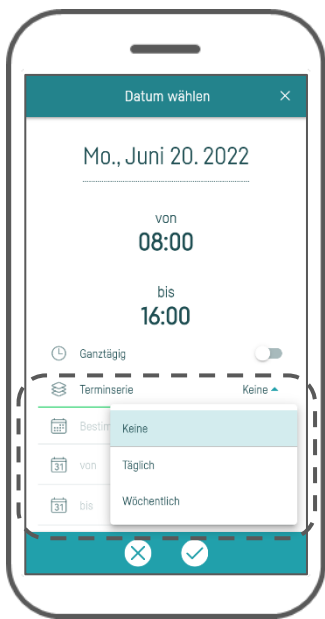 Datum wählen
Mo., Juni 20. 2022
von
08:00
bis
16:00
Ganztägig
Terminserie Keine
Bestim
Keine
31 von
Täglich
31 bis
Wöchentlich